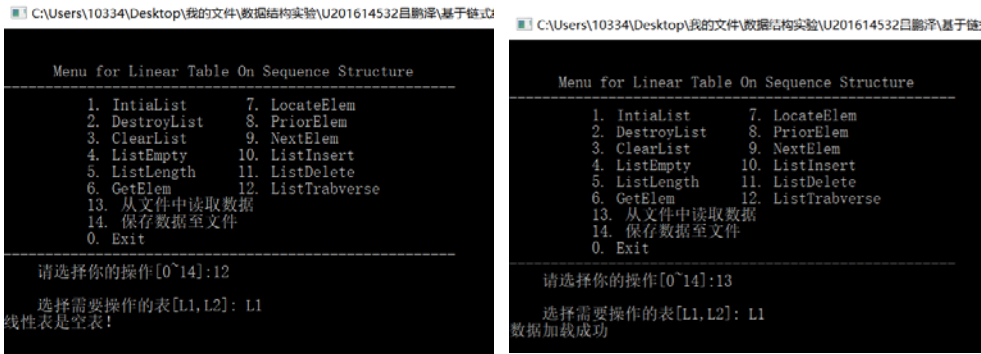 C:\Users\10334\Desktop\我的文件\数据结构实验\U201614532吕鹏泽\基于链式
Menu for Linear Table On Sequence Structure
1. IntiaList 7. LocateElem
2. DestroyList 8. PriorElem
3. ClearList 9. NextElem
4. ListEmpty 10. ListInsert
5. ListLength 11. ListDelete
6. GetElem 12. ListTrabverse
13. 从文件中读取数据
14. 保存数据至文件
0. Exit
请选择你的操作[0~14]:12
选择需要操作的表[L1,L2]: L1
线性表是空表!
C:\Users\10334\Desktop\我的文件\数据结构实验\U201614532吕鹏泽\基于链
Menu for Linear Table On Sequence Structure
1. IntiaList 7. LocateElem
2. DestroyList 8. PriorElem
3. ClearList 9. NextElem
4. ListEmpty 10. ListInsert
5. ListLength 11. ListDelete
6. GetElem 12. ListTrabverse
13. 从文件中读取数据
14. 保存数据至文件
0. Exit
请选择你的操作[0~14]:13
选择需要操作的表[L1,L2]: L1
数据加载成功